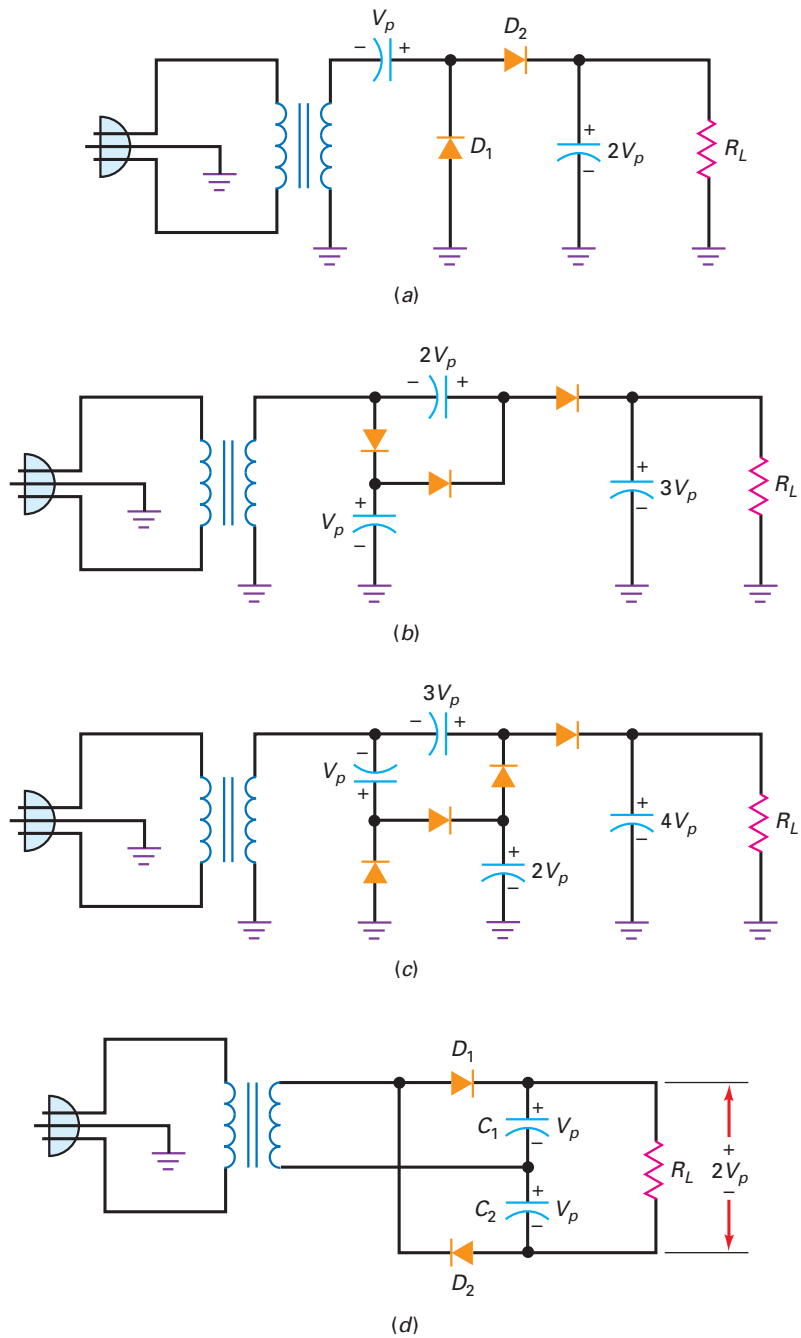 V_p
D_2
− +
D_1
+
2V_p
−
R_L
(a)
2V_p
− +
+
V_p
−
+
3V_p
−
R_L
(b)
3V_p
− +
−
V_p
+
+
2V_p
−
+
4V_p
−
R_L
(c)
D_1
+
C_1 V_p
−
+
C_2 V_p
−
D_2
R_L
+
2V_p
−
(d)